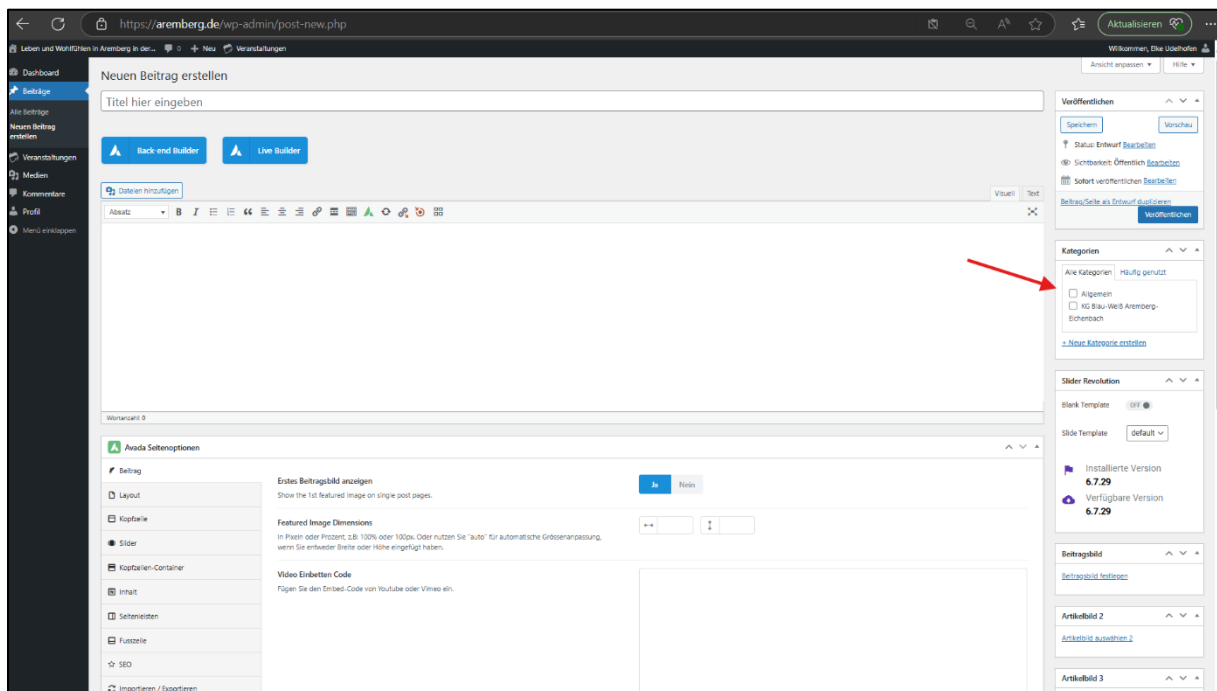 https://aremberg.de/wp-admin/post-new.php
Aktualisieren
Leben und Wohlfühlen in Aremberg in der... 0 + Neu Veranstaltungen
Willkommen, Elke Udelhofen
Ansicht anpassen ▼ Hilfe ▼
Dashboard
Beiträge
Alle Beiträge
Neuen Beitrag
erstellen
Veranstaltungen
Medien
Kommentare
Profil
Menü einklappen
Neuen Beitrag erstellen
Titel hier eingeben
Back-end Builder
Live Builder
Dateien hinzufügen
Visuell Text
Absatz
B I
Wortanzahl: 0
Avada Seitenoptionen
Beitrag
Layout
Kopfzeile
Slider
Kopfzeilen-Container
Inhalt
Seitenleisten
Fusszeile
SEO
Importieren / Exportieren
Erstes Beitragsbild anzeigen
Show the 1st featured image on single post pages.
Ja Nein
Featured Image Dimensions
In Pixeln oder Prozent, z.B: 100% oder 100px. Oder nutzen Sie "auto" für automatische Grössenanpassung,
wenn Sie entweder Breite oder Höhe eingefügt haben.
Video Einbetten Code
Fügen Sie den Embed-Code von Youtube oder Vimeo ein.
Veröffentlichen
Speichern Vorschau
Status: Entwurf Bearbeiten
Sichtbarkeit: Öffentlich Bearbeiten
Sofort veröffentlichen Bearbeiten
Beitrag/Seite als Entwurf duplizieren
Veröffentlichen
Kategorien
Alle Kategorien Häufig genutzt
Allgemein
KG Blau-Weiß Aremberg-
Eichenbach
+ Neue Kategorie erstellen
Slider Revolution
Blank Template OFF
Slide Template default
Installierte Version
6.7.29
Verfügbare Version
6.7.29
Beitragsbild
Beitragsbild festlegen
Artikelbild 2
Artikelbild auswählen 2
Artikelbild 3